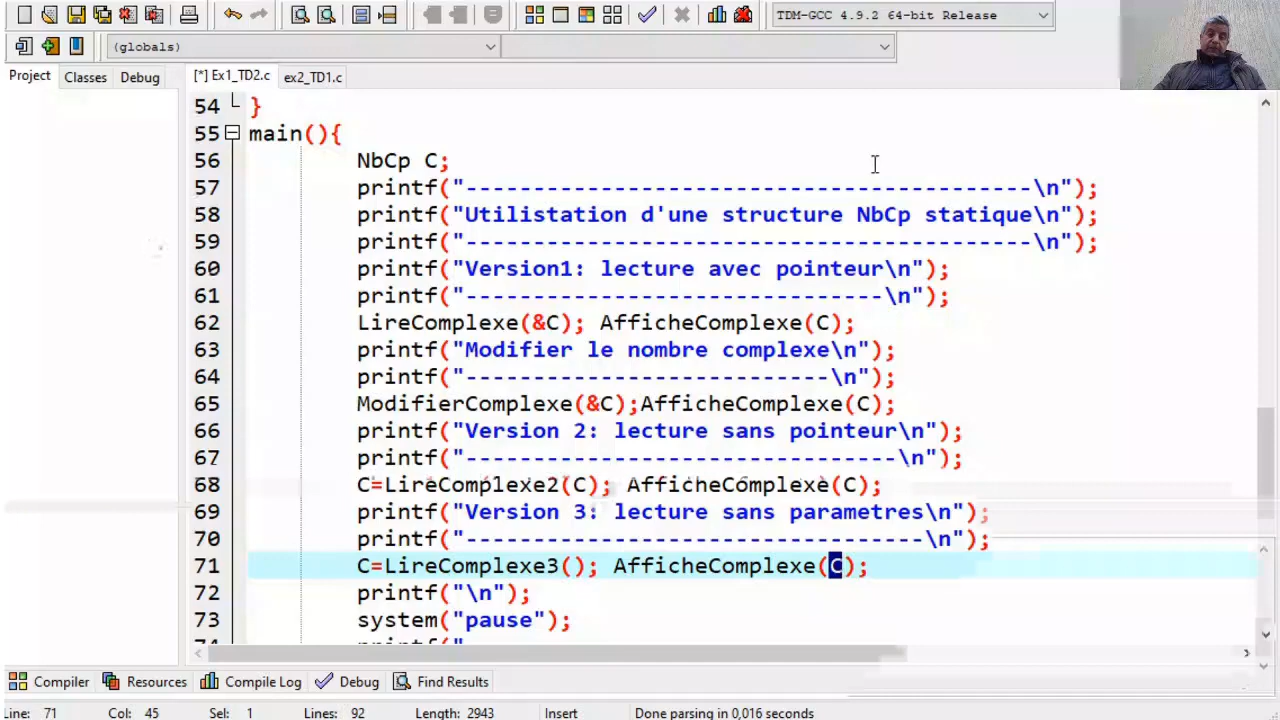 TDM-GCC 4.9.2 64-bit Release
(globals)
Project Classes Debug [*] Ex1_TD2.c ex2_TD1.c
54 }
55 main(){
56 NbCp C;
57 printf("------------------------------------------\n");
58 printf("Utilistation d'une structure NbCp statique\n");
59 printf("------------------------------------------\n");
60 printf("Version1: lecture avec pointeur\n");
61 printf("-------------------------------\n");
62 LireComplexe(&C); AfficheComplexe(C);
63 printf("Modifier le nombre complexe\n");
64 printf("---------------------------\n");
65 ModifierComplexe(&C);AfficheComplexe(C);
66 printf("Version 2: lecture sans pointeur\n");
67 printf("--------------------------------\n");
68 C=LireComplexe2(C); AfficheComplexe(C);
69 printf("Version 3: lecture sans parametres\n");
70 printf("----------------------------------\n");
71 C=LireComplexe3(); AfficheComplexe(C);
72 printf("\n");
73 system("pause");
Compiler Resources Compile Log Debug Find Results
Line: 71 Col: 45 Sel: 1 Lines: 92 Length: 2943 Insert Done parsing in 0,016 seconds